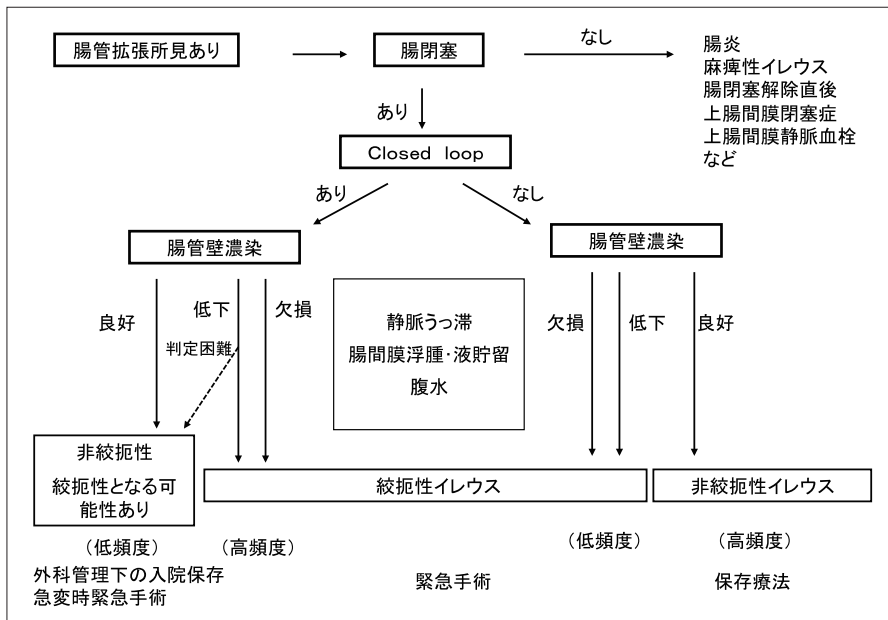 腸管拡張所見あり
腸閉塞
なし
腸炎
麻痺性イレウス
腸閉塞解除直後
上腸間膜閉塞症
上腸間膜静脈血栓
など
あり
Closed loop
あり
なし
腸管壁濃染
腸管壁濃染
良好
低下
欠損
判定困難
静脈うっ滞
腸間膜浮腫・液貯留
腹水
欠損
低下
良好
非絞扼性
絞扼性となる可
能性あり
絞扼性イレウス
非絞扼性イレウス
（低頻度）
（高頻度）
（低頻度）
（高頻度）
外科管理下の入院保存
急変時緊急手術
緊急手術
保存療法